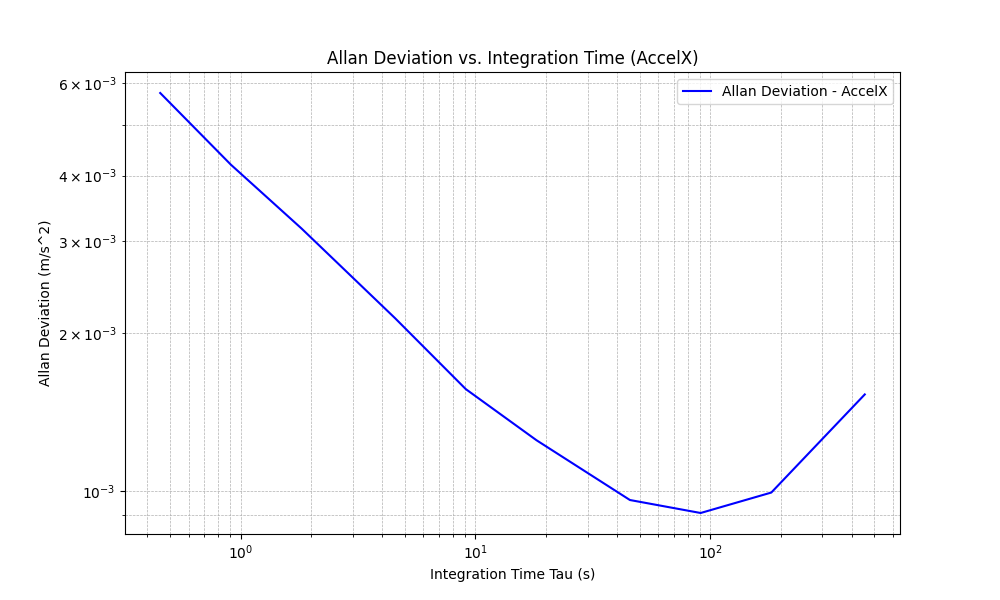 Allan Deviation vs. Integration Time (AccelX)
Allan Deviation - AccelX
6 × 10⁻³
4 × 10⁻³
3 × 10⁻³
2 × 10⁻³
10⁻³
Allan Deviation (m/s^2)
10⁰
10¹
10²
Integration Time Tau (s)